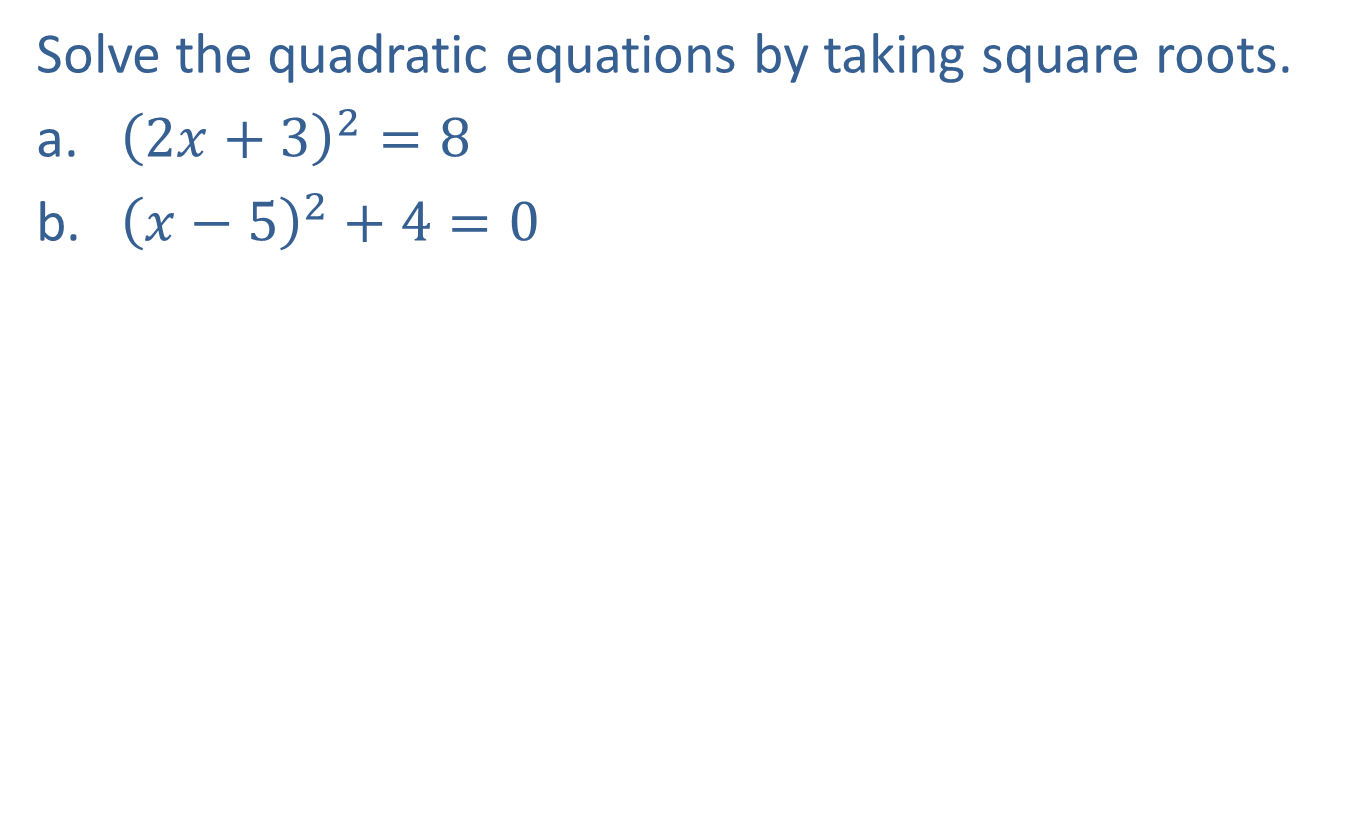 Solve the quadratic equations by taking square roots.
a. (2x + 3)² = 8
b. (x − 5)² + 4 = 0